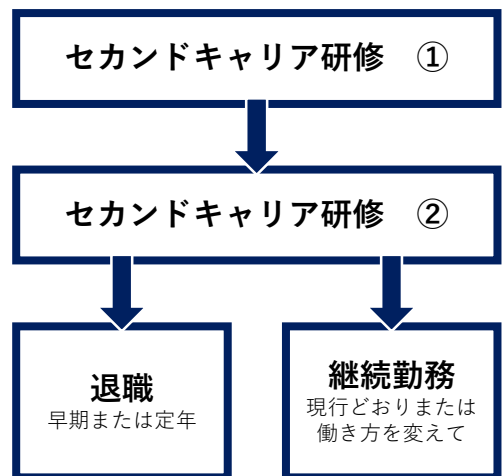 セカンドキャリア研修　①
セカンドキャリア研修　②
退職
早期または定年
継続勤務
現行どおりまたは
働き方を変えて